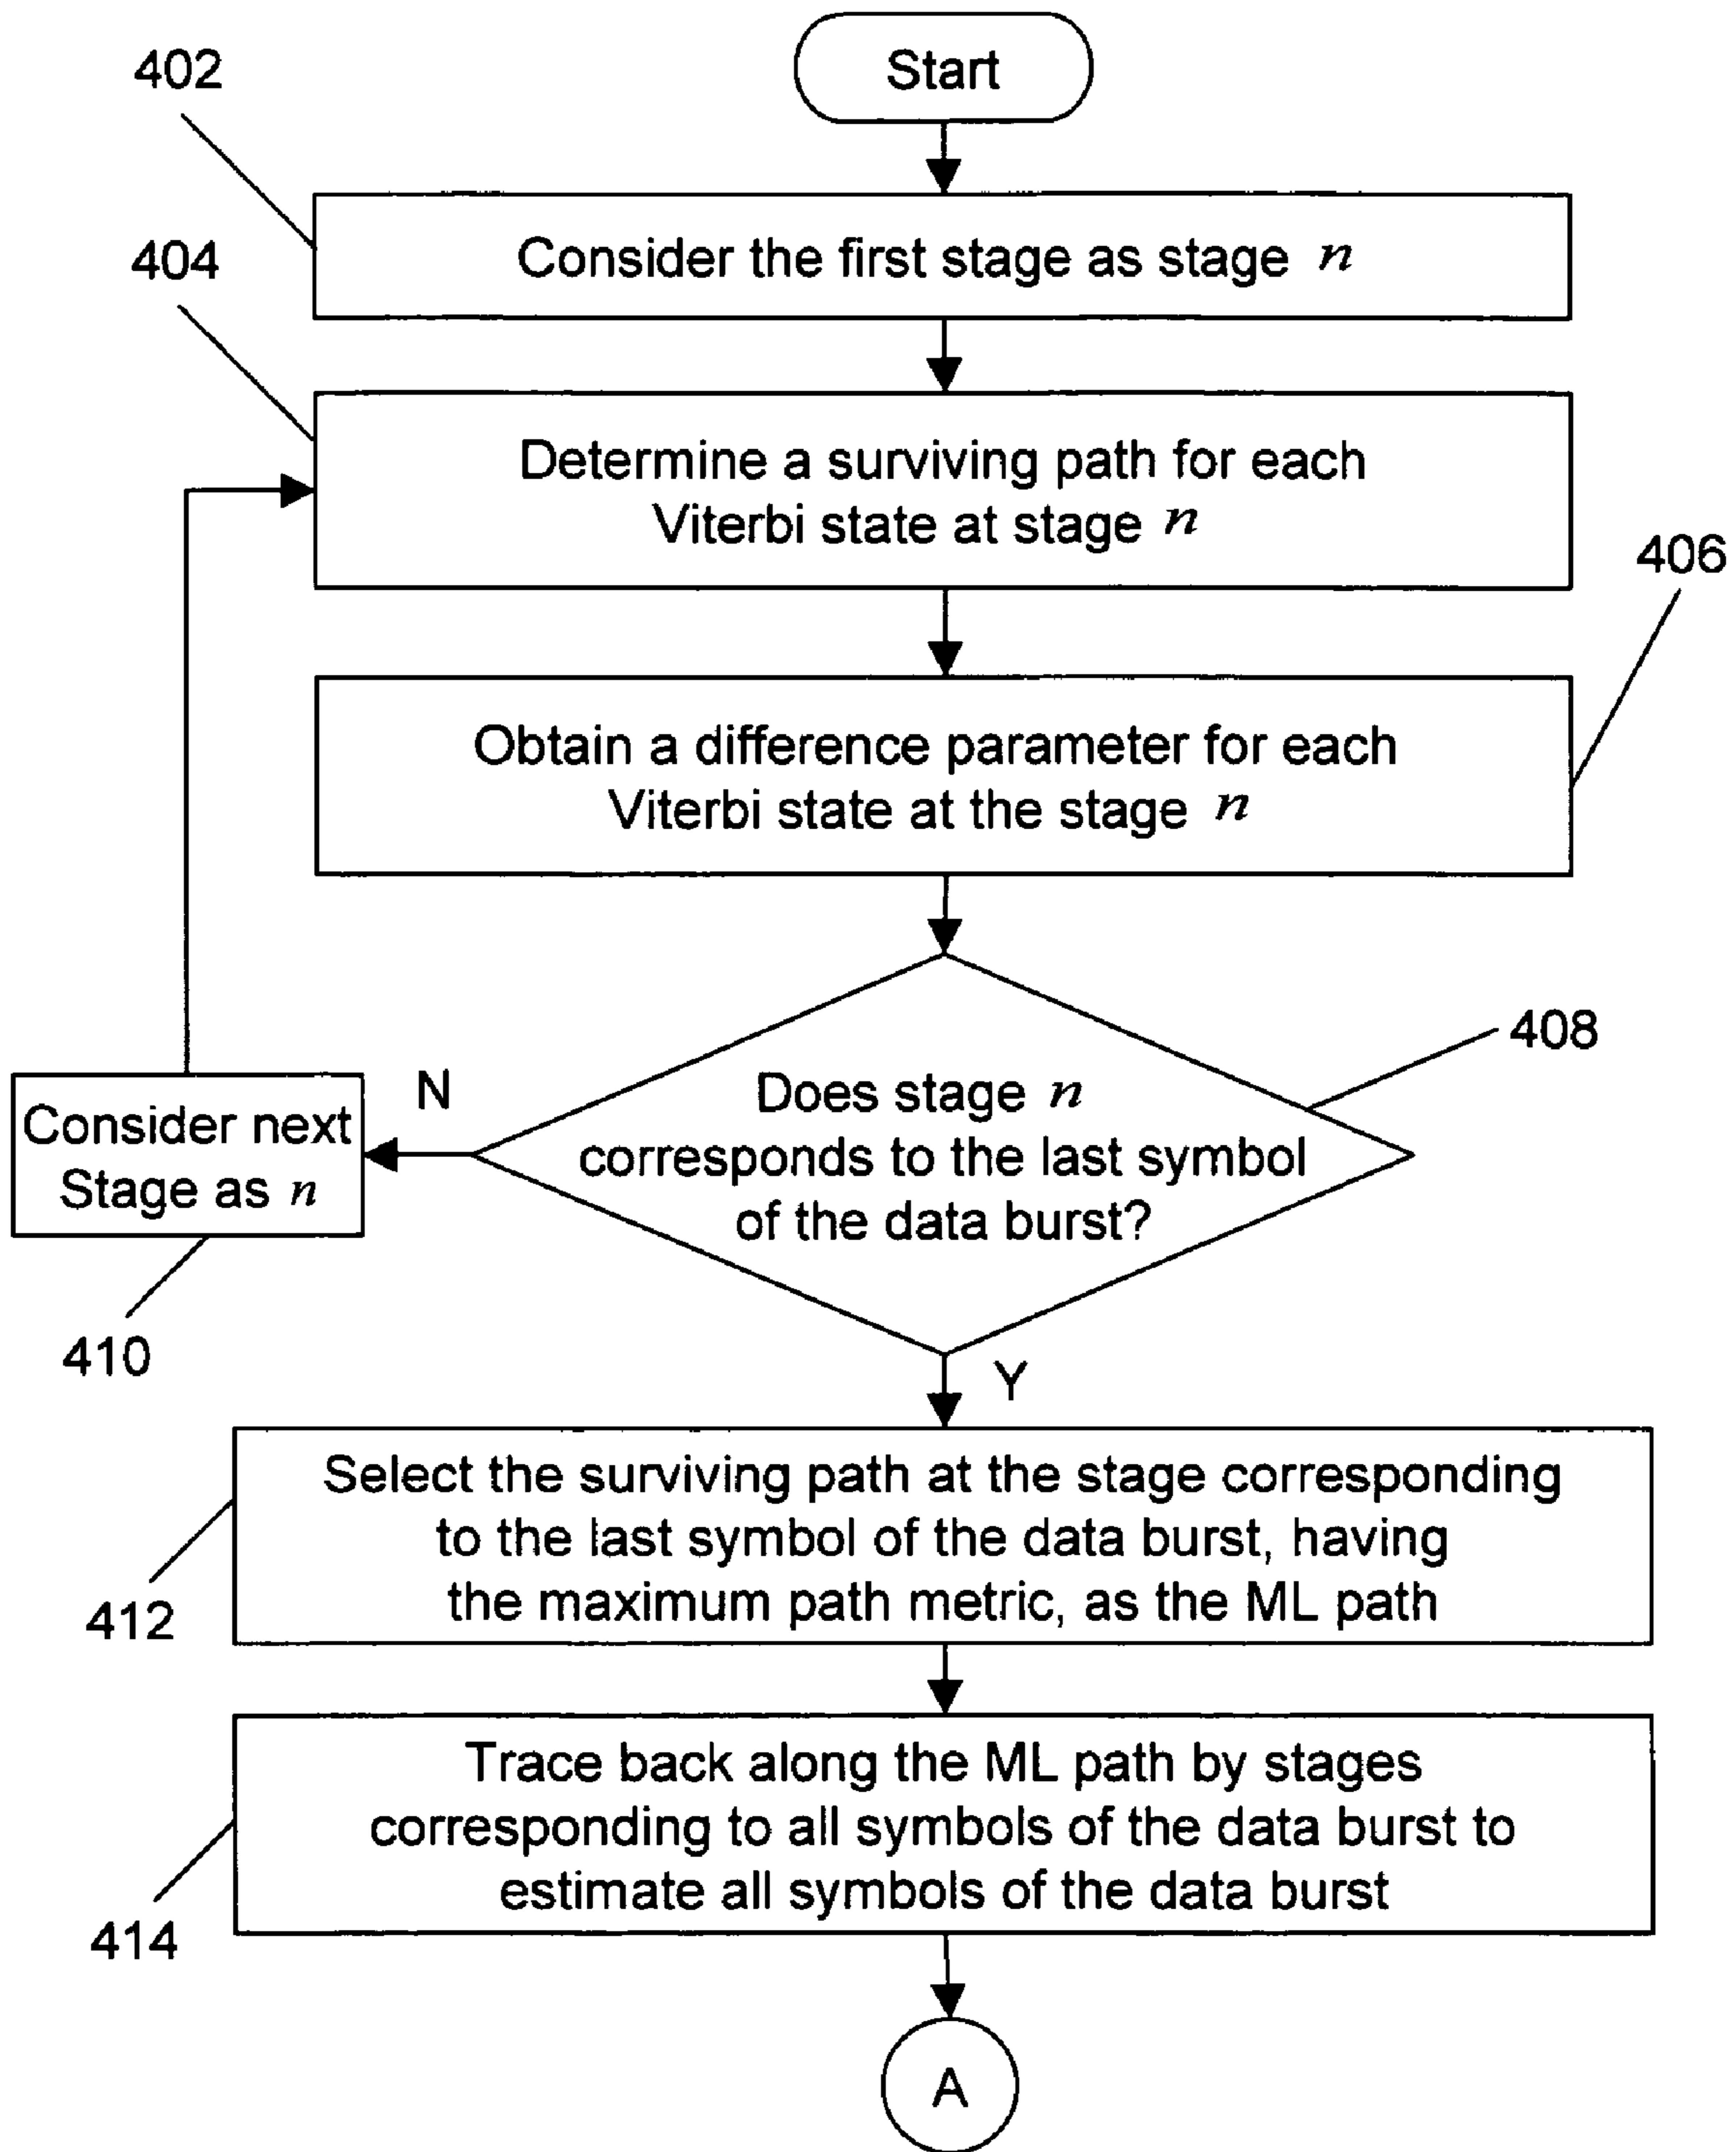 Start
402
Consider the first stage as stage n
404
Determine a surviving path for each
Viterbi state at stage n
406
Obtain a difference parameter for each
Viterbi state at the stage n
408
Does stage n
corresponds to the last symbol
of the data burst?
N
Consider next
Stage as n
410
Y
Select the surviving path at the stage corresponding
to the last symbol of the data burst, having
the maximum path metric, as the ML path
412
Trace back along the ML path by stages
corresponding to all symbols of the data burst to
estimate all symbols of the data burst
414
A